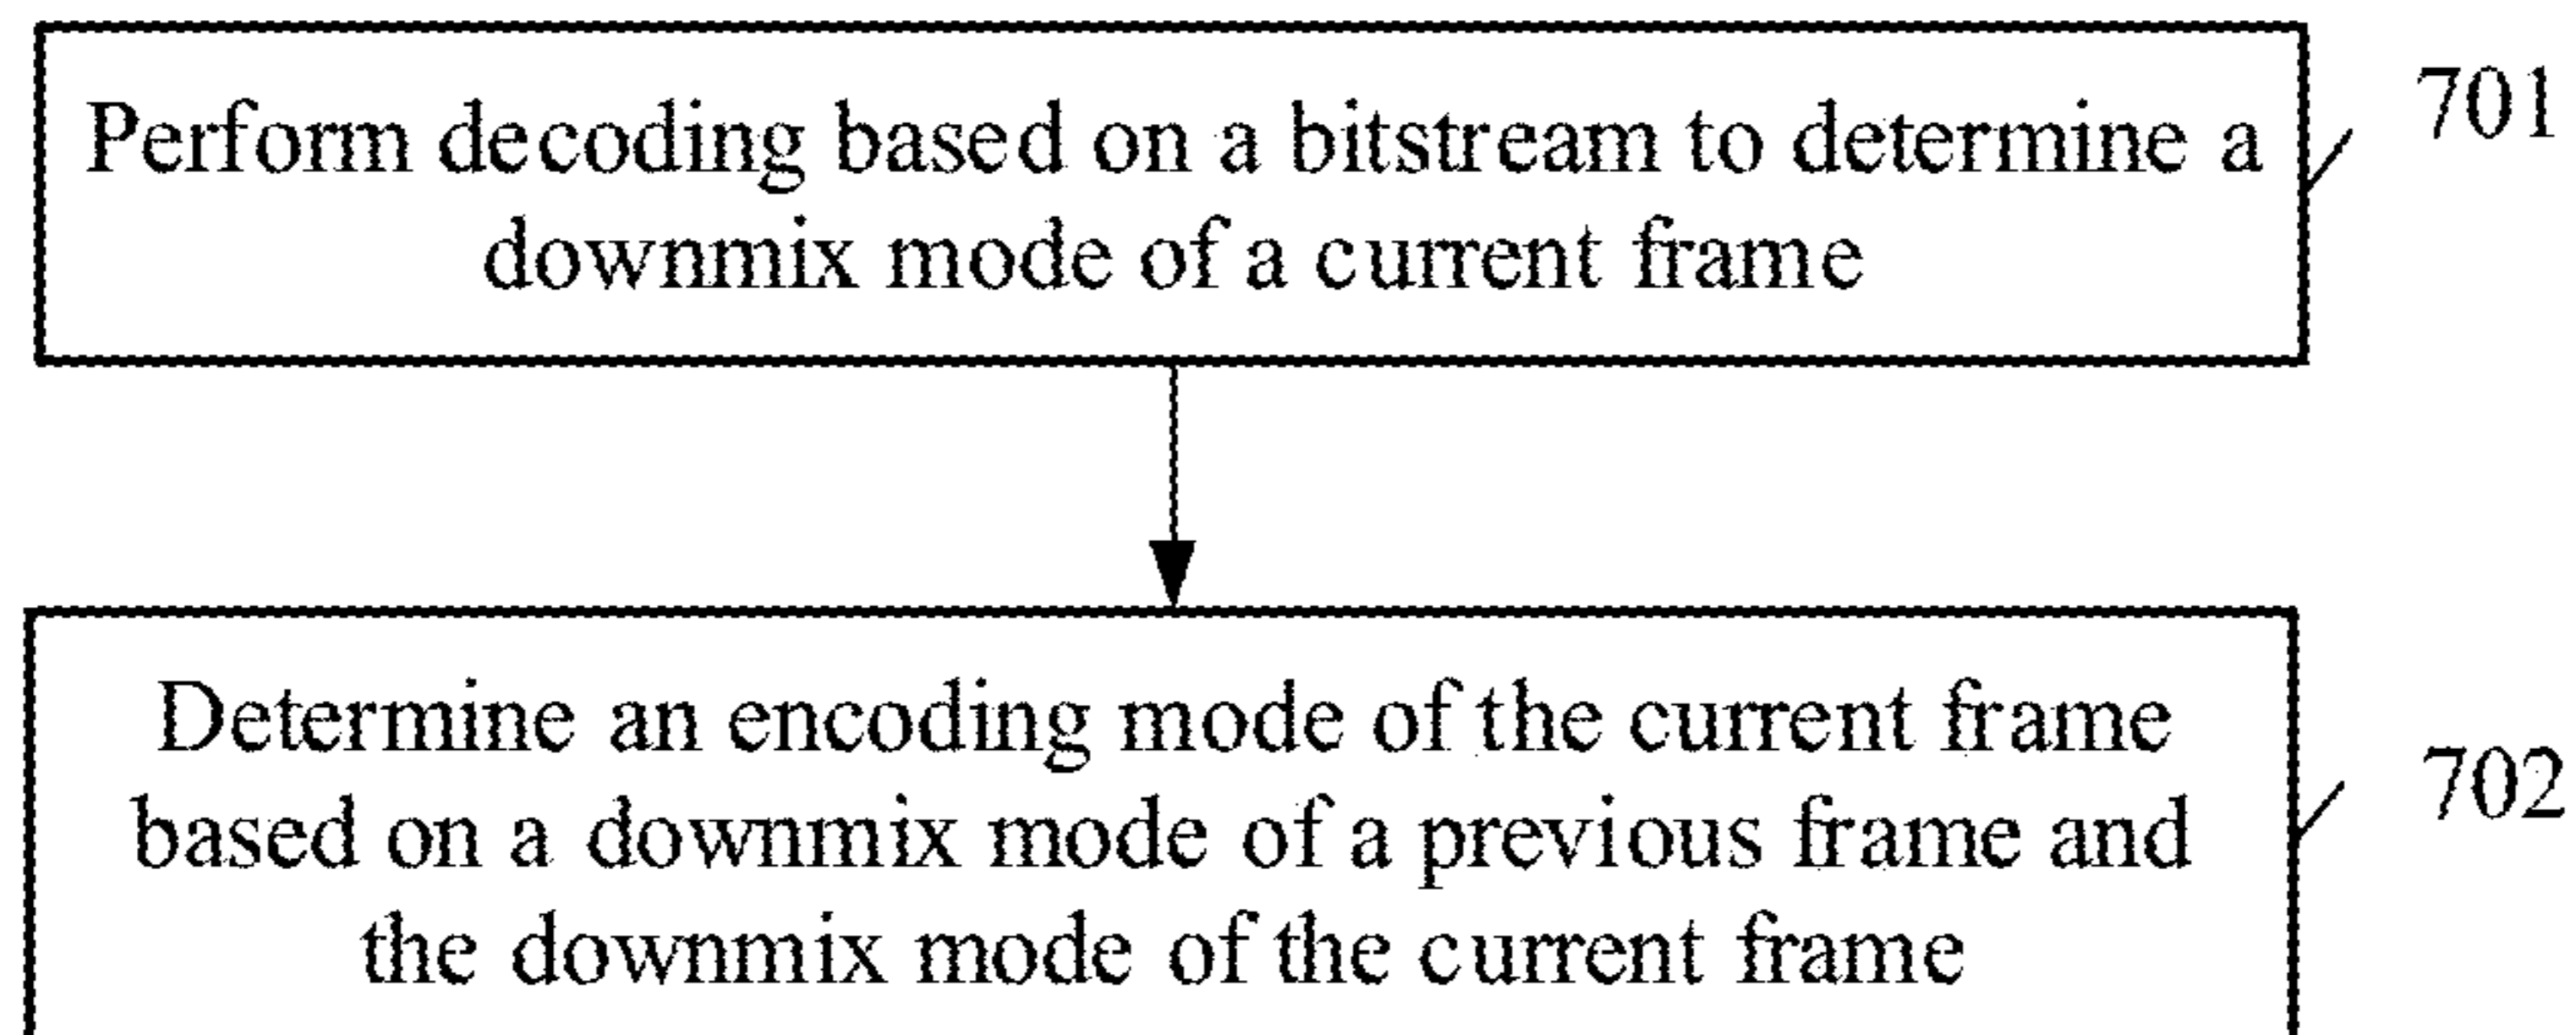 Perform decoding based on a bitstream to determine a
downmix mode of a current frame
701
Determine an encoding mode of the current frame
based on a downmix mode of a previous frame and
the downmix mode of the current frame
702